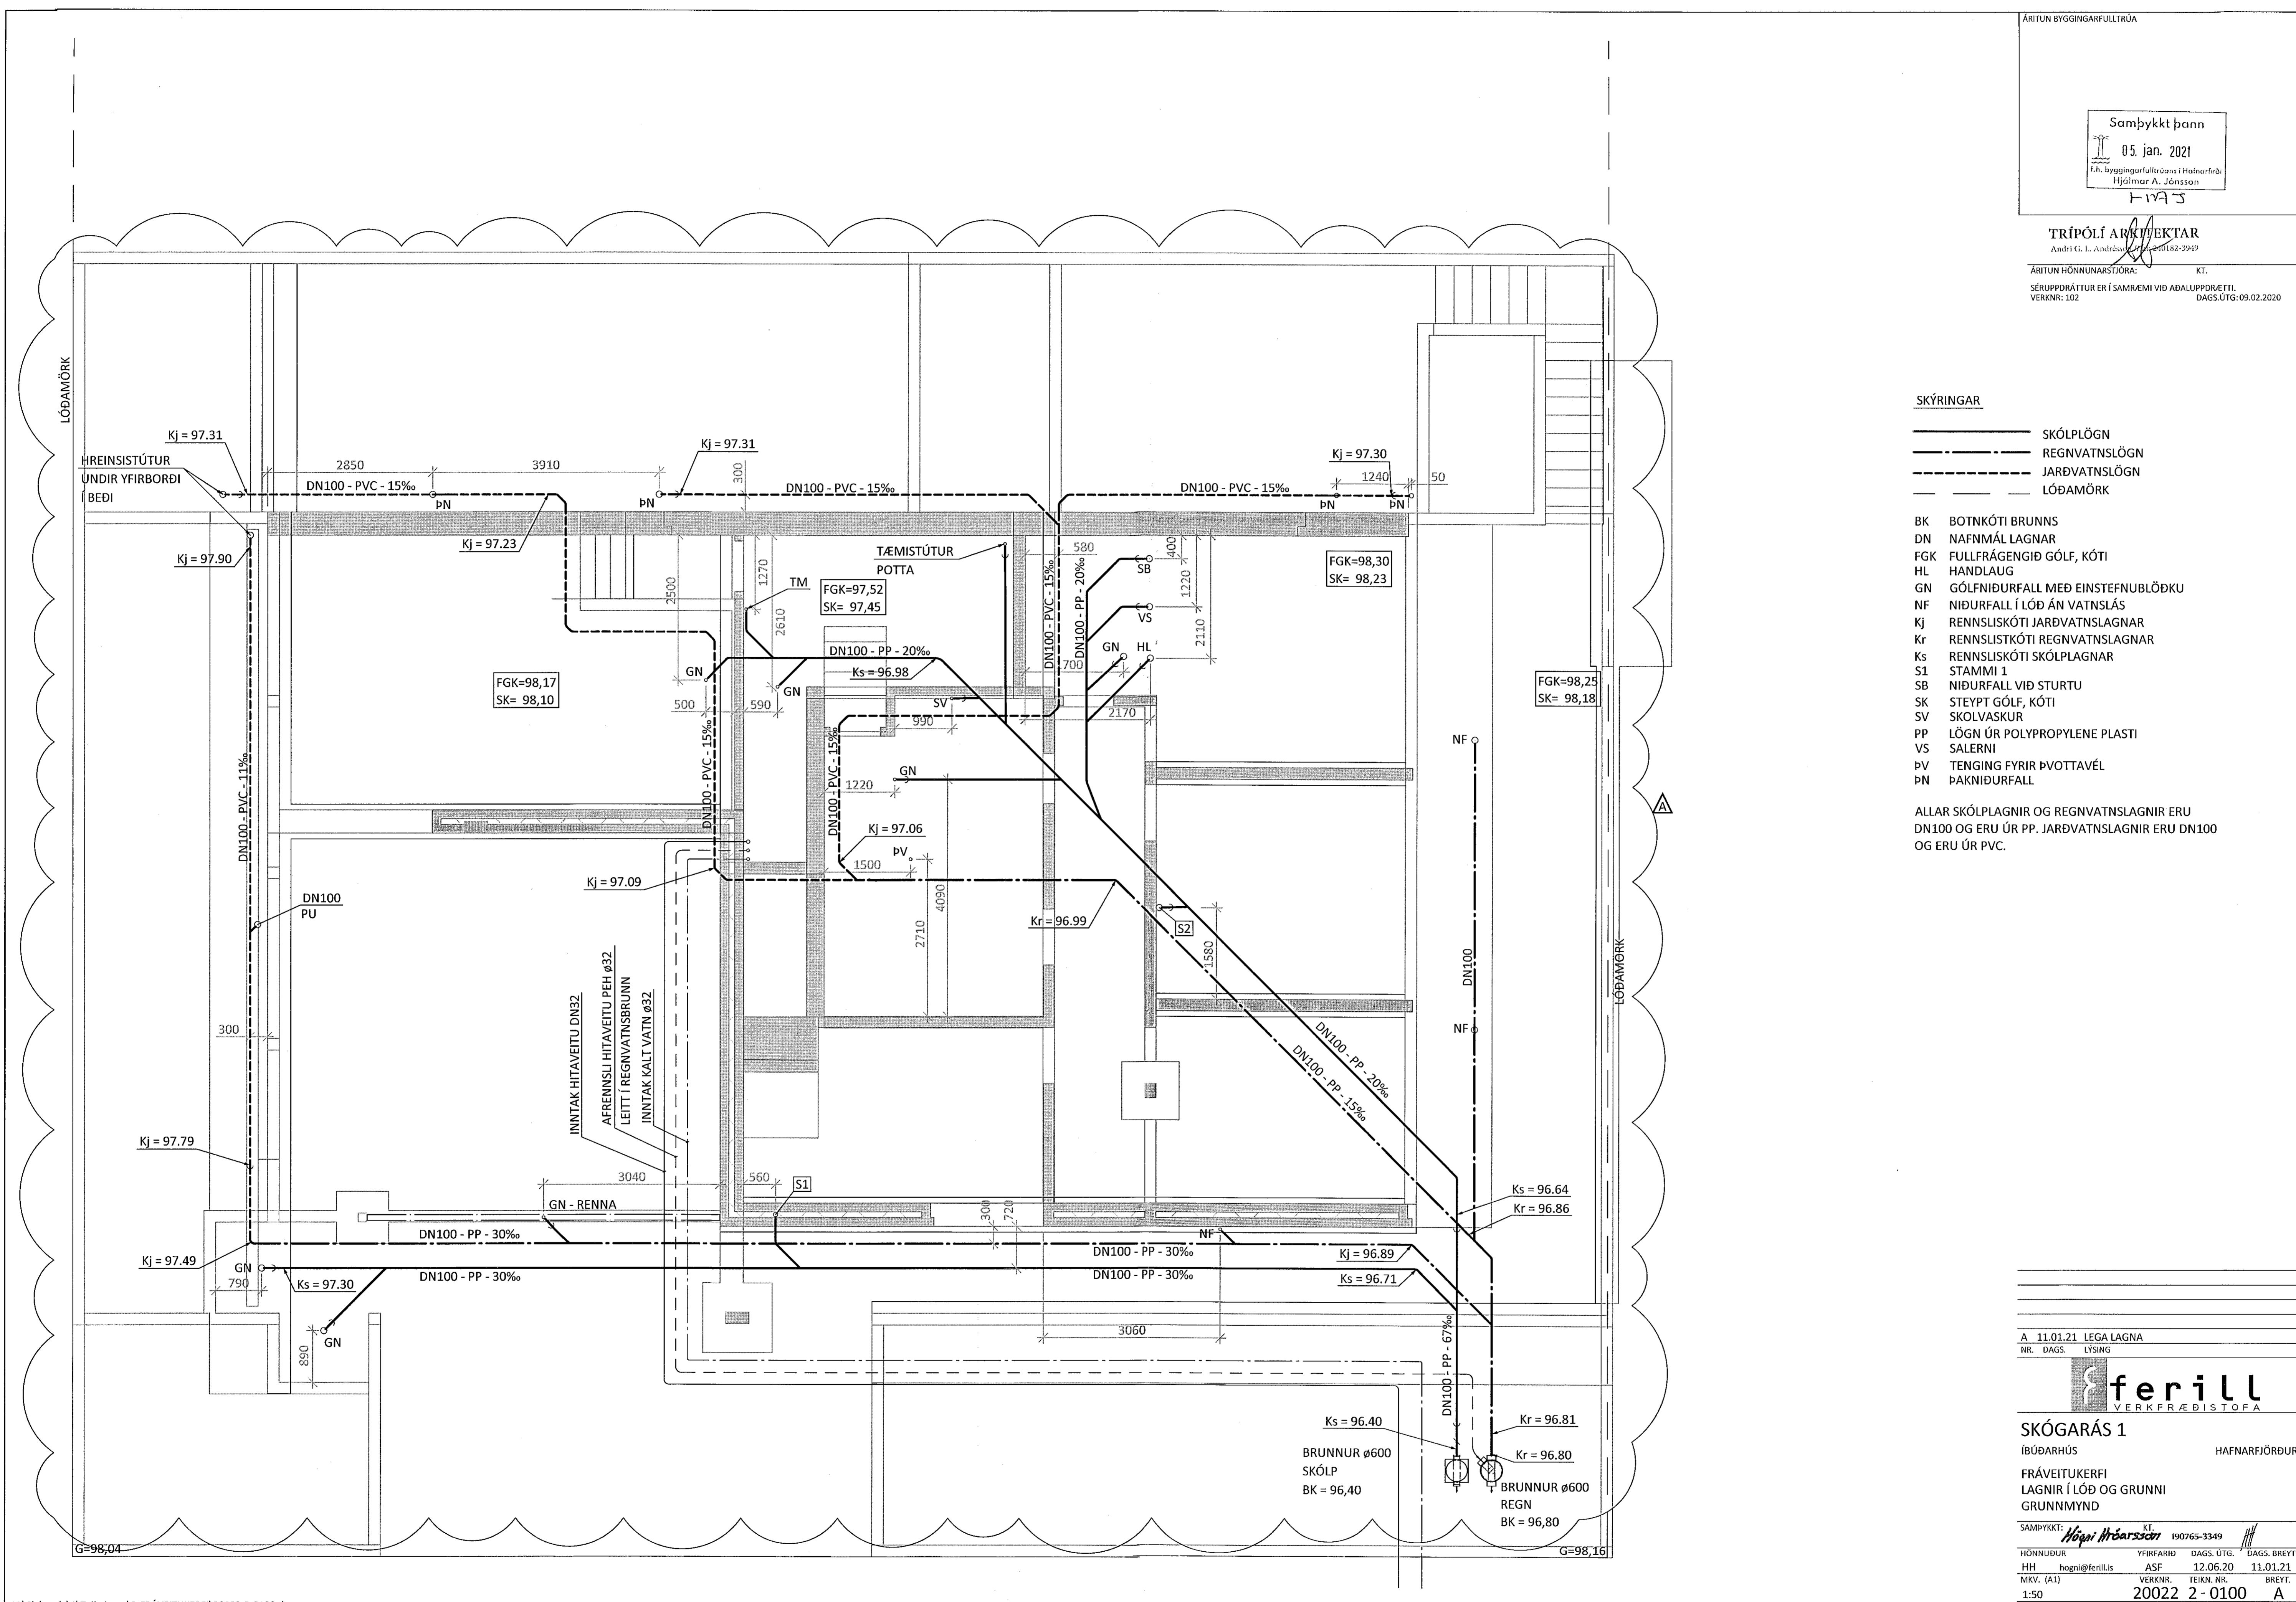 ÁRITUN BYGGINGARFULLTRÚA
Samþykkt þann
05. jan. 2021
f.h. byggingarfulltrúans í Hafnarfirði
Hjálmar A. Jónsson
TRÍPÓLÍ ARKITEKTAR
ÁRITUN HÖNNUNARSTJÓRA: KT.
SÉRUPPDRÁTTUR ER Í SAMRÆMI VIÐ AÐALUPPDRÆTTI.
VERKNR: 102 DAGS.ÚTG: 09.02.2020
SKÝRINGAR
SKÓLPLÖGN
REGNVATNSLÖGN
JARÐVATNSLÖGN
LÓÐAMÖRK
BK BOTNKÓTI BRUNNS
DN NAFNMÁL LAGNAR
FGK FULLFRÁGENGIÐ GÓLF, KÓTI
HL HANDLAUG
GN GÓLFNIÐURFALL MEÐ EINSTEFNUBLÖÐKU
NF NIÐURFALL Í LÓÐ ÁN VATNSLÁS
Kj RENNSLISKÓTI JARÐVATNSLAGNAR
Kr RENNSLISTKÓTI REGNVATNSLAGNAR
Ks RENNSLISKÓTI SKÓLPLAGNAR
S1 STAMMI 1
SB NIÐURFALL VIÐ STURTU
SK STEYPT GÓLF, KÓTI
SV SKOLVASKUR
PP LÖGN ÚR POLYPROPYLENE PLASTI
VS SALERNI
ÞV TENGING FYRIR ÞVOTTAVÉL
ÞN ÞAKNIÐURFALL
ALLAR SKÓLPLAGNIR OG REGNVATNSLAGNIR ERU
DN100 OG ERU ÚR PP. JARÐVATNSLAGNIR ERU DN100
OG ERU ÚR PVC.
LÓÐAMÖRK
Kj = 97.31
HREINSISTÚTUR
UNDIR YFIRBORÐI
Í BEÐI
2850
3910
DN100 - PVC - 15‰
ÞN
Kj = 97.31
300
ÞN
DN100 - PVC - 15‰
Kj = 97.30
1240
50
DN100 - PVC - 15‰
ÞN
ÞN
Kj = 97.90
Kj = 97.23
2500
1270
2610
TM
FGK=97,52
SK= 97,45
TÆMISTÚTUR
POTTA
580
400
SB
1220
VS
2110
FGK=98,30
SK= 98,23
DN100 - PVC - 15‰
DN100 - PP - 20‰
DN100 - PP - 20‰
Ks = 96.98
GN
HL
700
GN
GN
500
590
FGK=98,17
SK= 98,10
SV
990
2170
FGK=98,25
SK= 98,18
NF
DN100 - PVC - 11‰
DN100 - PVC - 15‰
DN100 - PVC - 15‰
GN
1220
A
Kj = 97.06
ÞV
1500
Kj = 97.09
4090
2710
Kr = 96.99
S2
1580
DN100
PU
DN100
LÓÐAMÖRK
300
NF
INNTAK HITAVEITU DN32
AFRENNSLI HITAVEITU PEH ø32
LEITT Í REGNVATNSBRUNN
INNTAK KALT VATN ø32
DN100 - PP - 20‰
DN100 - PP - 15‰
Kj = 97.79
3040
560
S1
GN - RENNA
300
720
Ks = 96.64
Kr = 96.86
DN100 - PP - 30‰
NF
DN100 - PP - 30‰
Kj = 96.89
Kj = 97.49
GN
790
Ks = 97.30
DN100 - PP - 30‰
DN100 - PP - 30‰
Ks = 96.71
GN
890
3060
DN100 - PP - 67‰
Ks = 96.40
Kr = 96.81
BRUNNUR ø600
SKÓLP
BK = 96,40
Kr = 96.80
BRUNNUR ø600
REGN
BK = 96,80
G=98,04
G=98,16
A 11.01.21 LEGA LAGNA
NR. DAGS. LÝSING
ferill
VERKFRÆÐISTOFA
SKÓGARÁS 1
ÍBÚÐARHÚS HAFNARFJÖRÐUR
FRÁVEITUKERFI
LAGNIR Í LÓÐ OG GRUNNI
GRUNNMYND
SAMÞYKKT: Högni Hróarsson KT. 190765-3349
HÖNNUÐUR YFIRFARIÐ DAGS. ÚTG. DAGS. BREYT
HH hogni@ferill.is ASF 12.06.20 11.01.21
MKV. (A1) VERKNR. TEIKN. NR. BREYT.
1:50 20022 2 - 0100 A